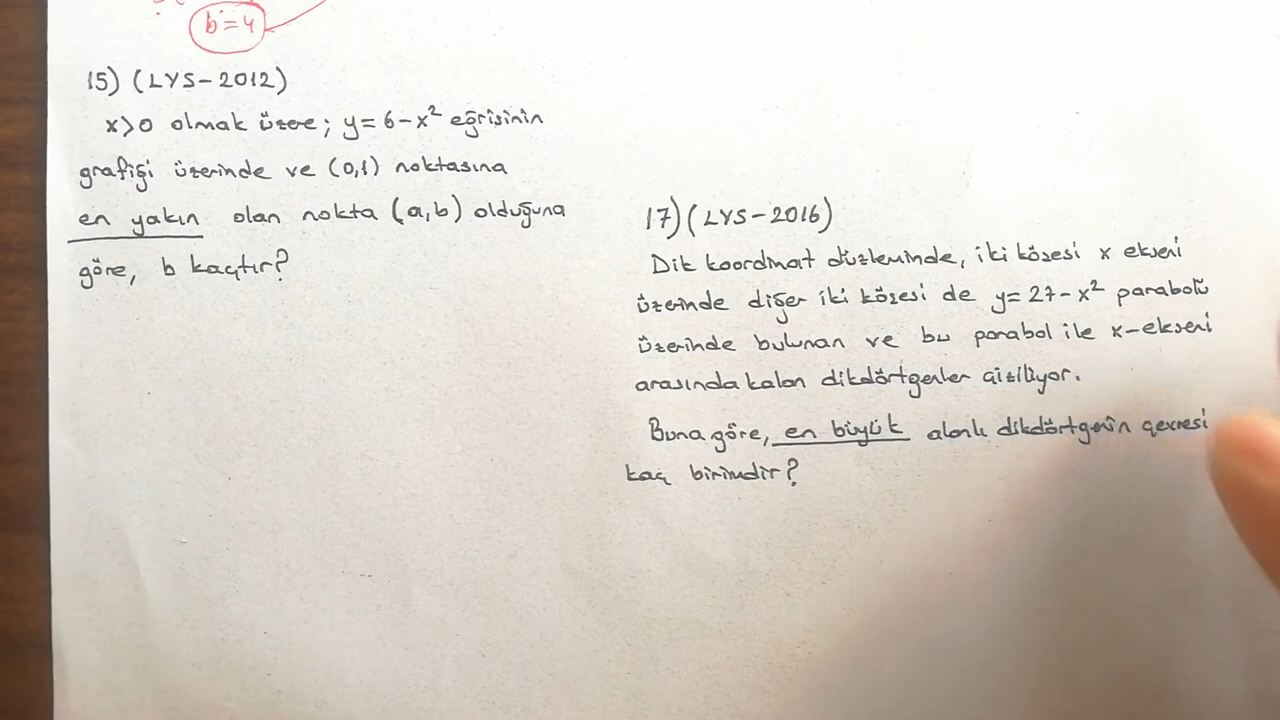 b=4
15) (LYS-2012)
x>0 olmak üzere; y=6-x² eğrisinin
grafiği üzerinde ve (0,1) noktasına
en yakın olan nokta (a,b) olduğuna
göre, b kaçtır?
17) (LYS-2016)
Dik koordinat düzleminde, iki köşesi x ekseni
üzerinde diğer iki köşesi de y=27-x² parabolü
üzerinde bulunan ve bu parabol ile x-ekseni
arasında kalan dikdörtgenler çiziliyor.
Buna göre, en büyük alanlı dikdörtgenin çevresi
kaç birimdir?